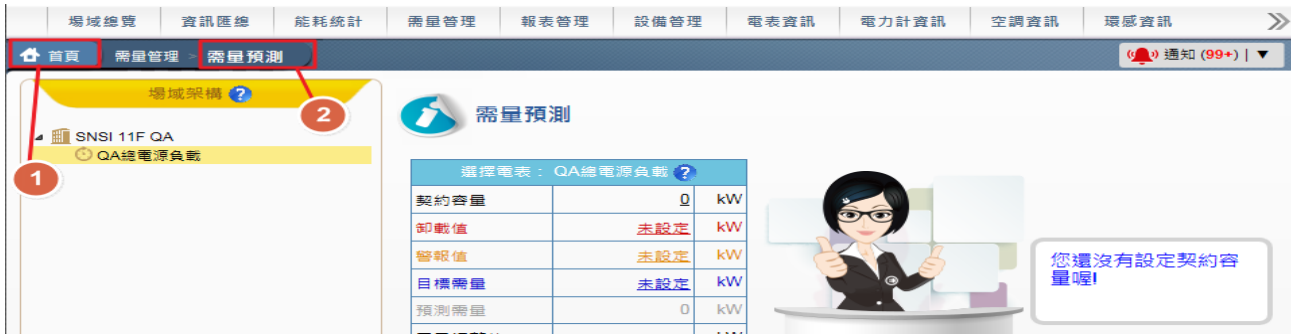 場域總覽 資訊匯總 能耗統計 需量管理 報表管理 設備管理 電表資訊 電力計資訊 空調資訊 環感資訊
首頁 需量管理 > 需量預測 通知 (99+) | ▼
場域架構 ?
2
SNSI 11F QA
QA總電源負載
1
需量預測
選擇電表： QA總電源負載 ?
契約容量 0 kW
卸載值 未設定 kW
警報值 未設定 kW
目標需量 未設定 kW
預測需量 0 kW
您還沒有設定契約容
量喔!